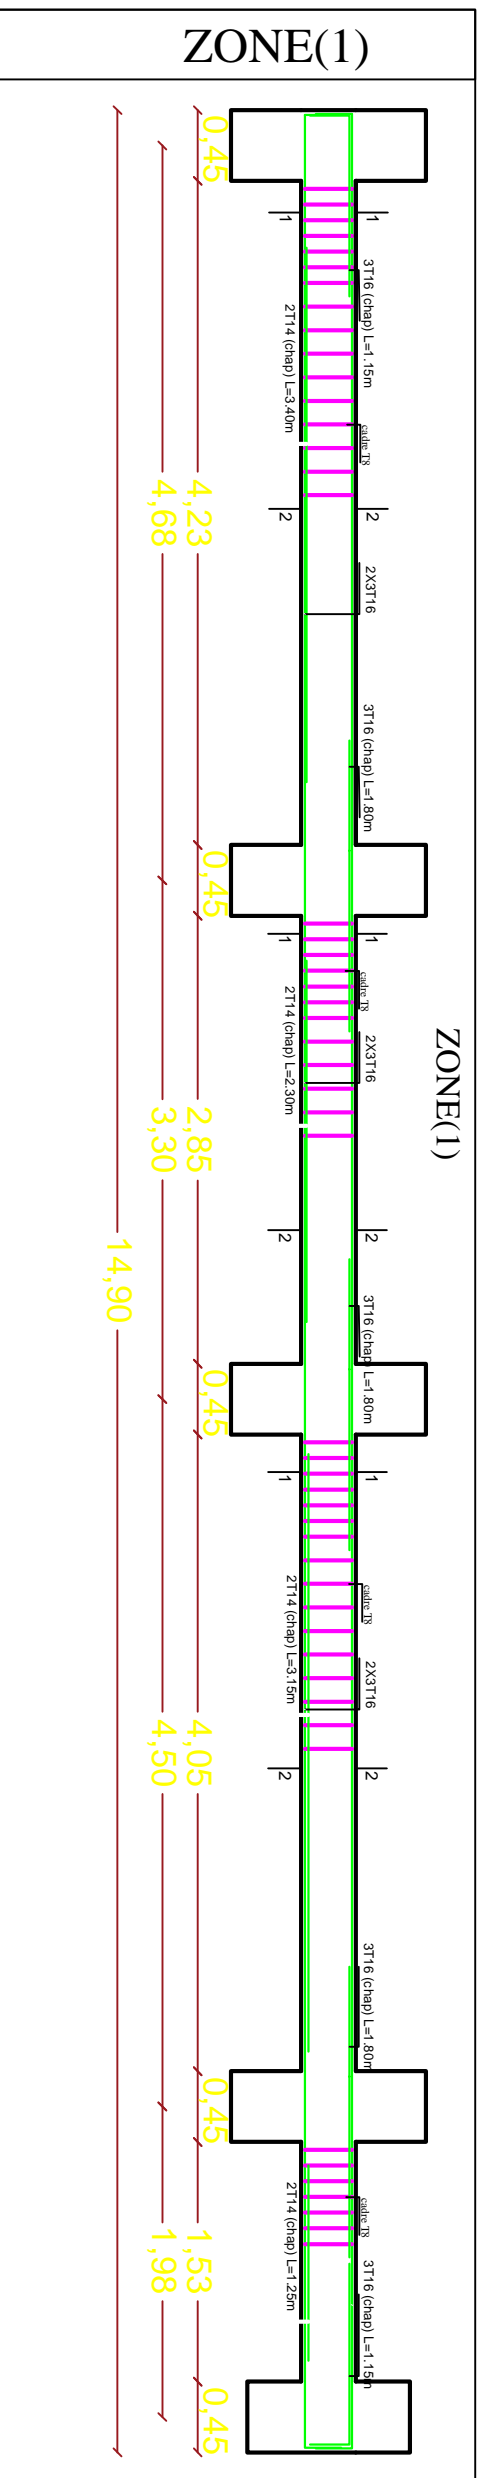 ZONE(1)
ZONE(1)
0,45
1
1
3T16 (chap) L=1.15m
2T14 (chap) L=3.40m
cadre T8
4,23
4,68
2
2
2X3T16
3T16 (chap) L=1.80m
0,45
1
1
cadre T8
2T14 (chap) L=2.30m
2X3T16
2,85
3,30
14,90
2
2
3T16 (chap) L=1.80m
0,45
1
1
cadre T8
2T14 (chap) L=3.15m
2X3T16
4,05
4,50
2
2
3T16 (chap) L=1.80m
0,45
cadre T8
2T14 (chap) L=1.25m
1,53
1,98
3T16 (chap) L=1.15m
0,45